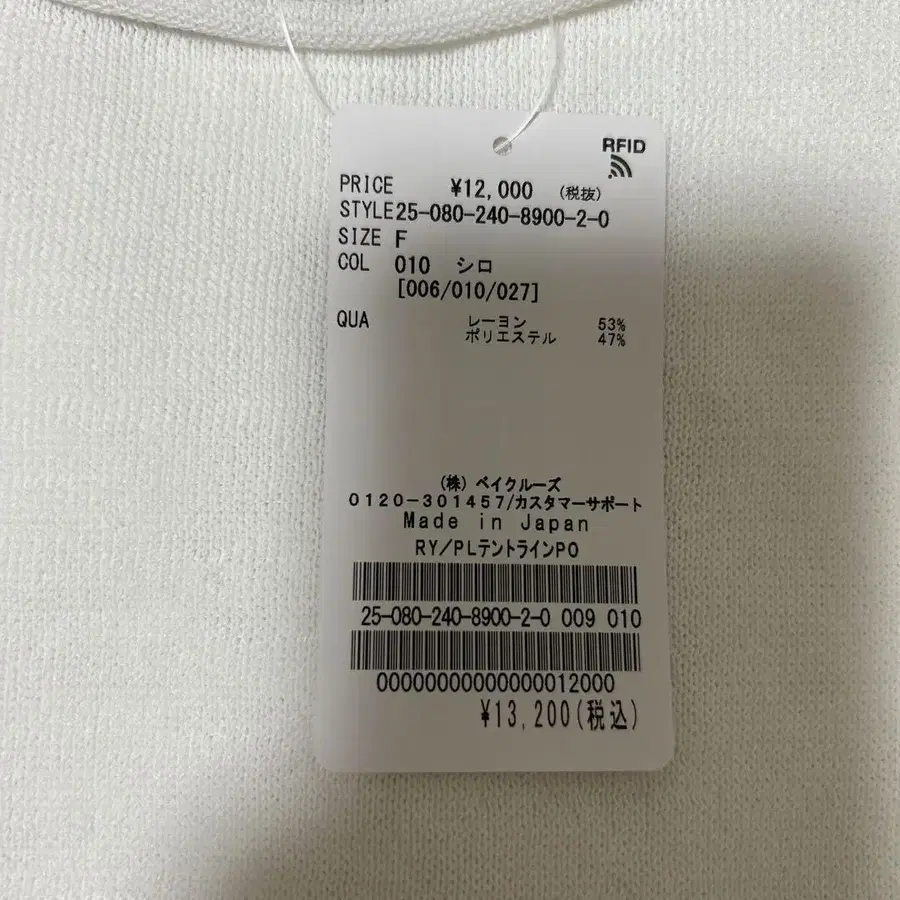 RFID
PRICE ¥12,000 (税抜)
STYLE25-080-240-8900-2-0
SIZE F
COL 010 シロ
[006/010/027]
QUA レーヨン 53%
ポリエステル 47%
(株) ベイクルーズ
0120-301457/カスタマーサポート
Made in Japan
RY/PLテントラインPO
25-080-240-8900-2-0 009 010
00000000000000012000
¥13,200(税込)